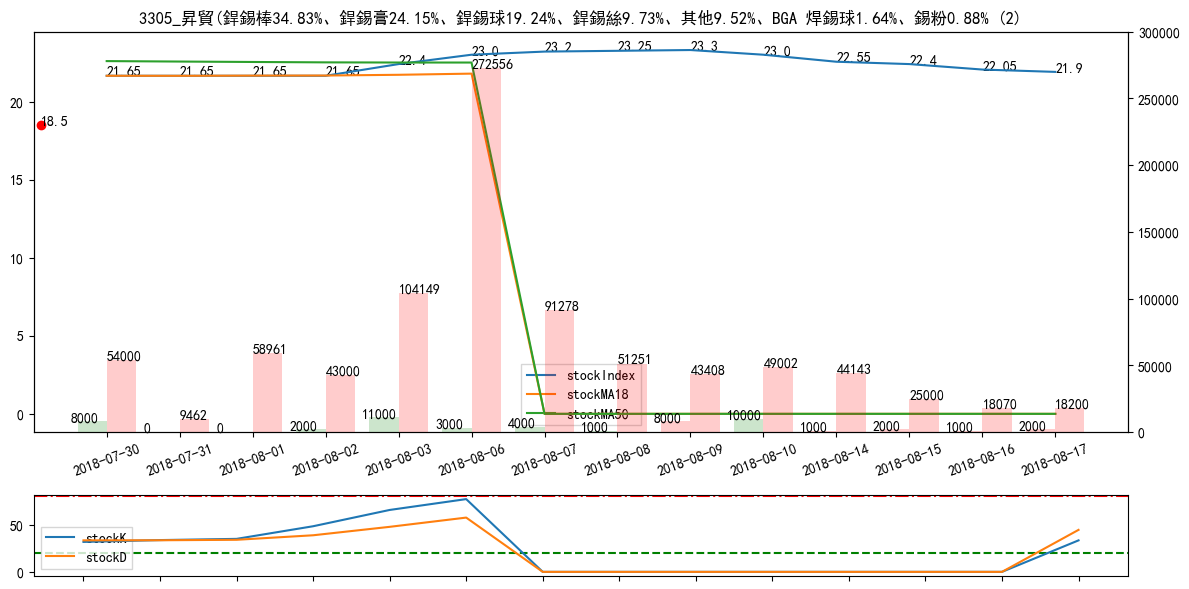 3305_昇貿(銲錫棒34.83%、銲錫膏24.15%、銲錫球19.24%、銲錫絲9.73%、其他9.52%、BGA 焊錫球1.64%、錫粉0.88% (2)
300000
250000
200000
150000
100000
50000
0
20
15
10
5
0
18.5
21.65 21.65 21.65 21.65 22.4 23.0 23.2 23.25 23.3 23.0 22.55 22.4 22.05 21.9
54000 9462 58961 43000 104149 272556 91278 51251 43408 49002 44143 25000 18070 18200
8000 0 0 2000 11000 3000 4000 1000 8000 10000 1000 2000 1000 2000
stockIndex
stockMA18
stockMA50
2018-07-30 2018-07-31 2018-08-01 2018-08-02 2018-08-03 2018-08-06 2018-08-07 2018-08-08 2018-08-09 2018-08-10 2018-08-14 2018-08-15 2018-08-16 2018-08-17
50
0
stockK
stockD